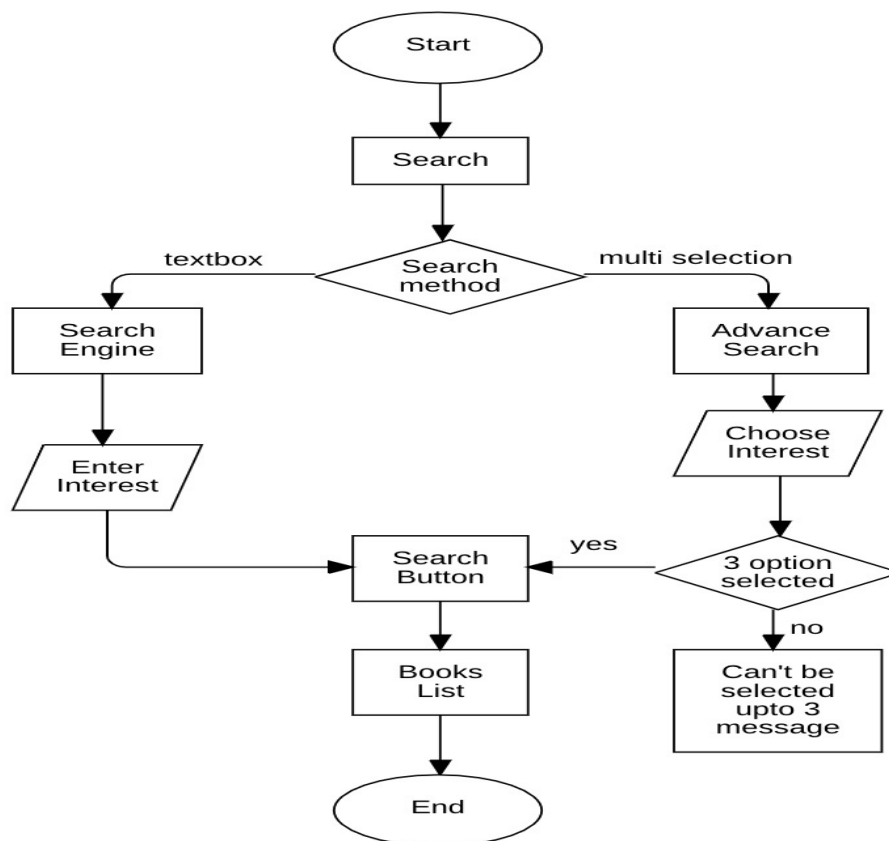 Start
Search
textbox
Search
method
multi selection
Search
Engine
Advance
Search
Enter
Interest
Choose
Interest
Search
Button
yes
3 option
selected
no
Books
List
Can't be
selected
upto 3
message
End